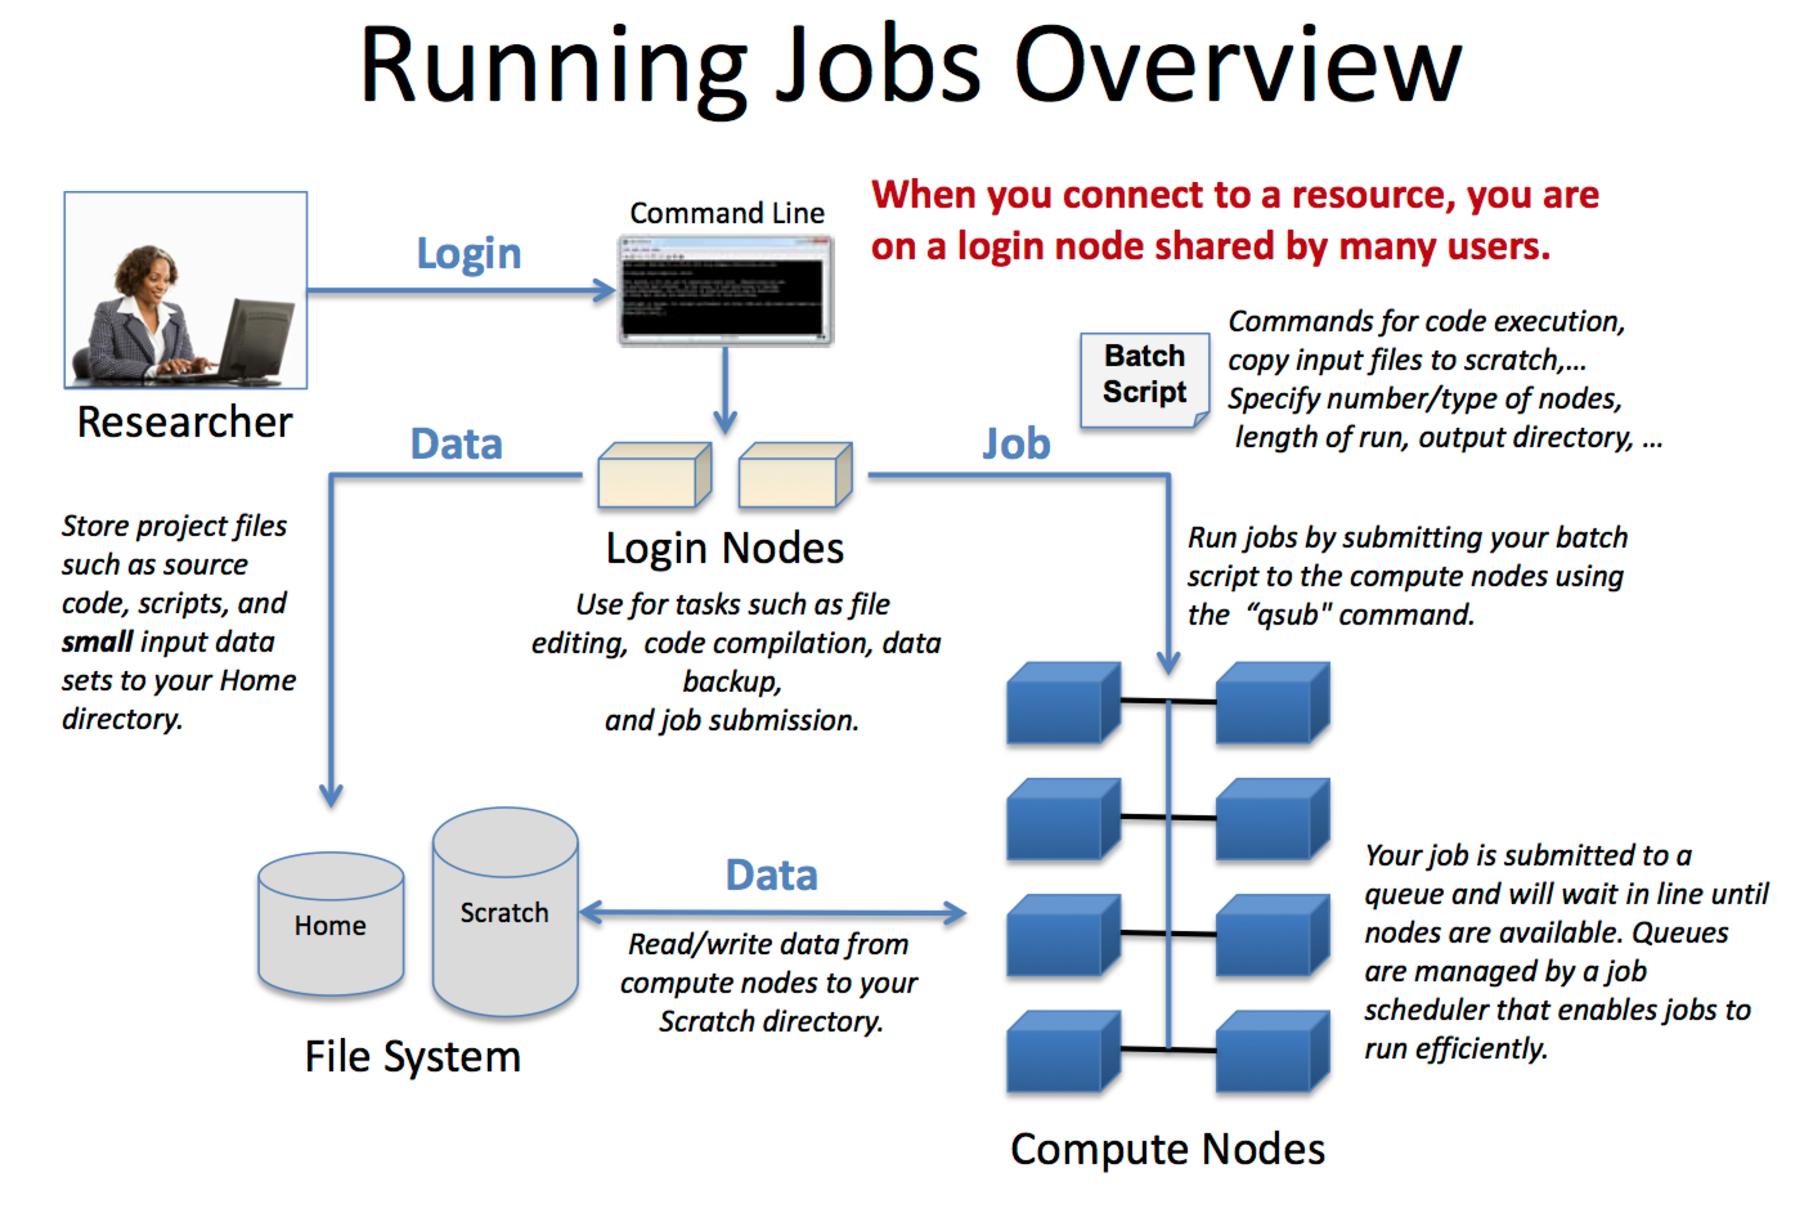 Running Jobs Overview
When you connect to a resource, you are
on a login node shared by many users.
Command Line
Login
Researcher
Batch
Script
Commands for code execution,
copy input files to scratch,...
Specify number/type of nodes,
length of run, output directory, ...
Data
Job
Login Nodes
Use for tasks such as file
editing, code compilation, data
backup,
and job submission.
Store project files
such as source
code, scripts, and
small input data
sets to your Home
directory.
Run jobs by submitting your batch
script to the compute nodes using
the “qsub" command.
Home
Scratch
File System
Data
Read/write data from
compute nodes to your
Scratch directory.
Your job is submitted to a
queue and will wait in line until
nodes are available. Queues
are managed by a job
scheduler that enables jobs to
run efficiently.
Compute Nodes